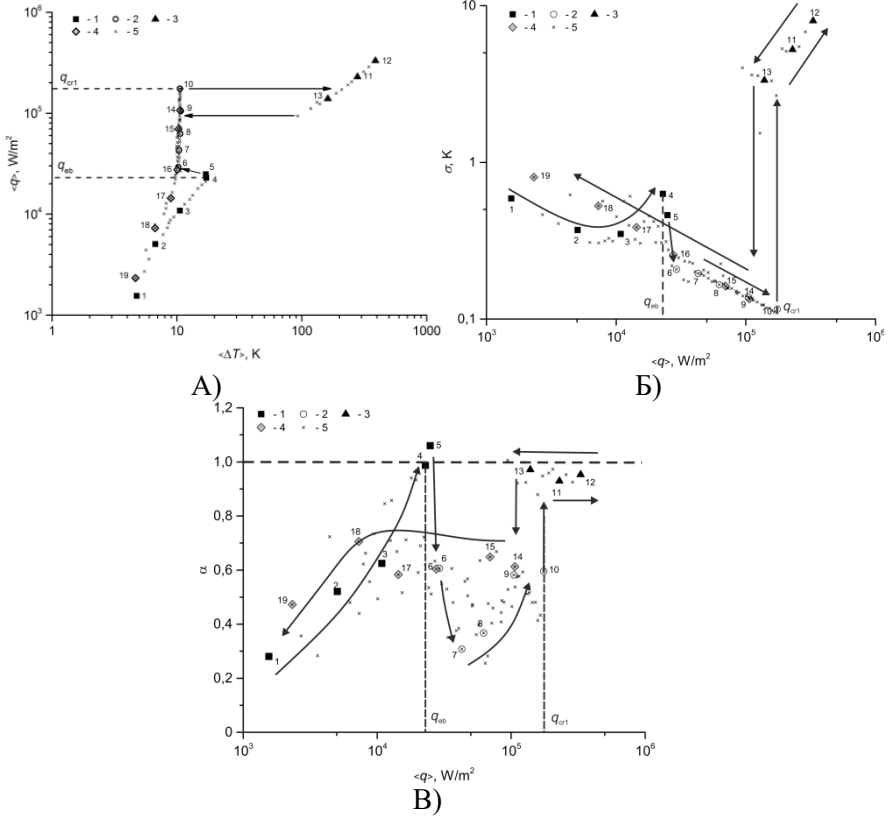 - 1 - 2 - 3
- 4 - 5
10⁶
10⁵
10⁴
10³
q_cr1
q_eb
<q>, W/m²
12
11
10
13
14 9
15
8
7
6
16
5
4
17
3
18
2
19
1
1 10 100 1000
<ΔT>, K
А)
- 1 - 2 - 3
- 4 - 5
10
1
0,1
σ, K
12
11
13
19
4
1
18
5
2
3
17
16
6
7
15
8
14
9
10
q_eb
q_cr1
10³ 10⁴ 10⁵ 10⁶
<q>, W/m²
Б)
- 1 - 2 - 3
- 4 - 5
1,2
1,0
0,8
0,6
0,4
0,2
0
α
5
4
13
12
11
18
15
3
17
16 6
14
9
10
2
19
8
7
1
q_eb
q_cr1
10³ 10⁴ 10⁵ 10⁶
<q>, W/m²
В)